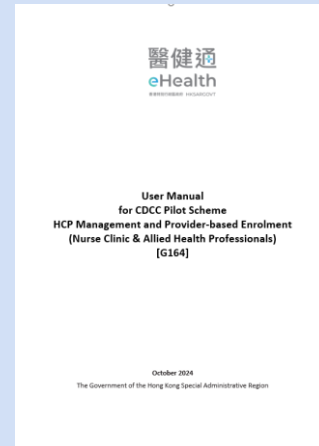 醫健通
eHealth
User Manual
for CDCC Pilot Scheme
HCP Management and Provider-based Enrolment
(Nurse Clinic & Allied Health Professionals)
[G164]
October 2024
The Government of the Hong Kong Special Administrative Region